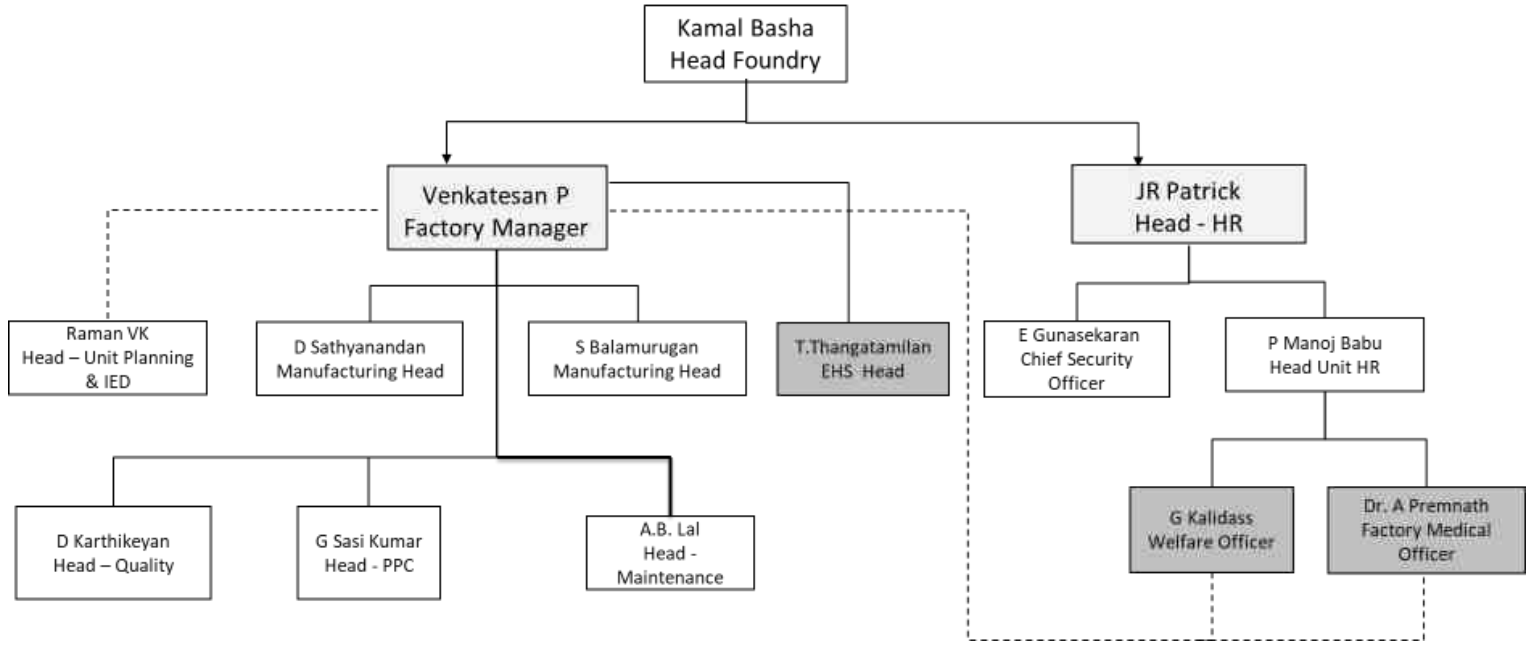 Kamal Basha
Head Foundry
Venkatesan P
Factory Manager
JR Patrick
Head - HR
Raman VK
Head – Unit Planning
& IED
D Sathyanandan
Manufacturing Head
S Balamurugan
Manufacturing Head
T.Thangatamilan
EHS Head
E Gunasekaran
Chief Security
Officer
P Manoj Babu
Head Unit HR
D Karthikeyan
Head – Quality
G Sasi Kumar
Head - PPC
A.B. Lal
Head -
Maintenance
G Kalidass
Welfare Officer
Dr. A Premnath
Factory Medical
Officer